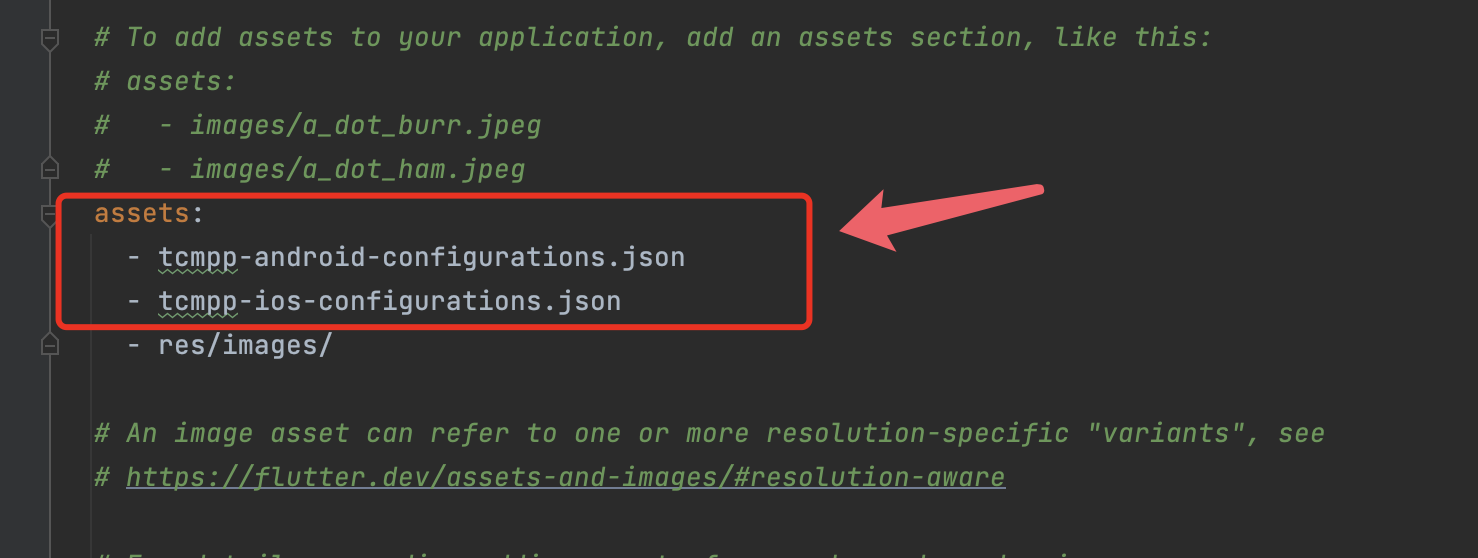 # To add assets to your application, add an assets section, like this:
# assets:
#   - images/a_dot_burr.jpeg
#   - images/a_dot_ham.jpeg
assets:
  - tcmpp-android-configurations.json
  - tcmpp-ios-configurations.json
  - res/images/
# An image asset can refer to one or more resolution-specific "variants", see
# https://flutter.dev/assets-and-images/#resolution-aware